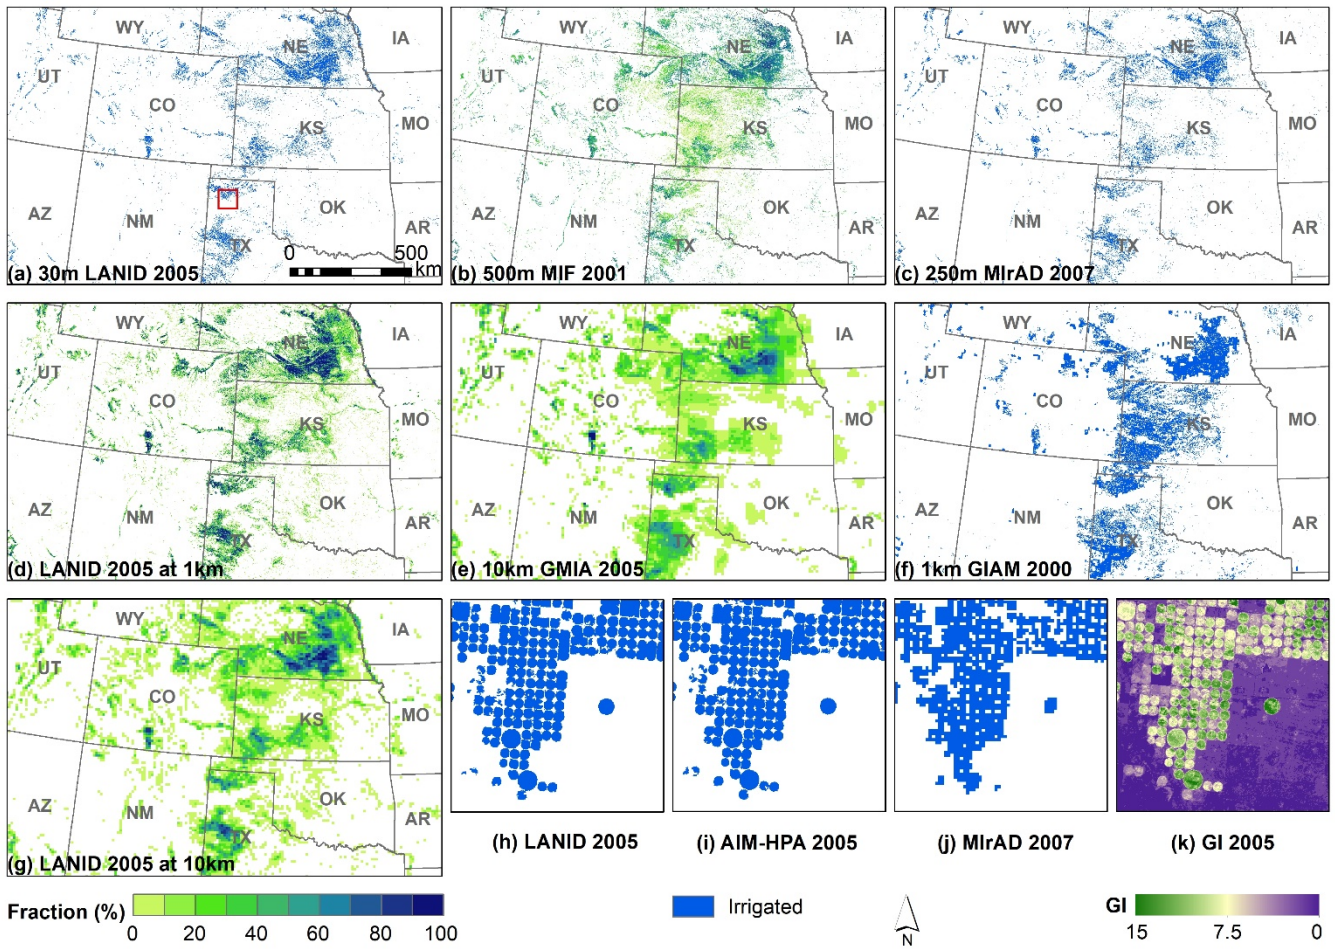 WY
NE
IA
UT
CO
KS
MO
AZ
NM
OK
AR
TX
0 500
km
(a) 30m LANID 2005
WY
NE
IA
UT
CO
KS
MO
AZ
NM
OK
AR
TX
(b) 500m MIF 2001
WY
NE
IA
UT
CO
KS
MO
AZ
NM
OK
AR
TX
(c) 250m MIrAD 2007
WY
NE
IA
UT
CO
KS
MO
AZ
NM
OK
AR
TX
(d) LANID 2005 at 1km
WY
NE
IA
UT
CO
KS
MO
AZ
NM
OK
AR
TX
(e) 10km GMIA 2005
WY
NE
IA
UT
CO
KS
MO
AZ
NM
OK
AR
TX
(f) 1km GIAM 2000
WY
NE
IA
UT
CO
KS
MO
AZ
NM
OK
AR
TX
(g) LANID 2005 at 10km
(h) LANID 2005
(i) AIM-HPA 2005
(j) MIrAD 2007
(k) GI 2005
Fraction (%)
0 20 40 60 80 100
Irrigated
N
GI
15 7.5 0